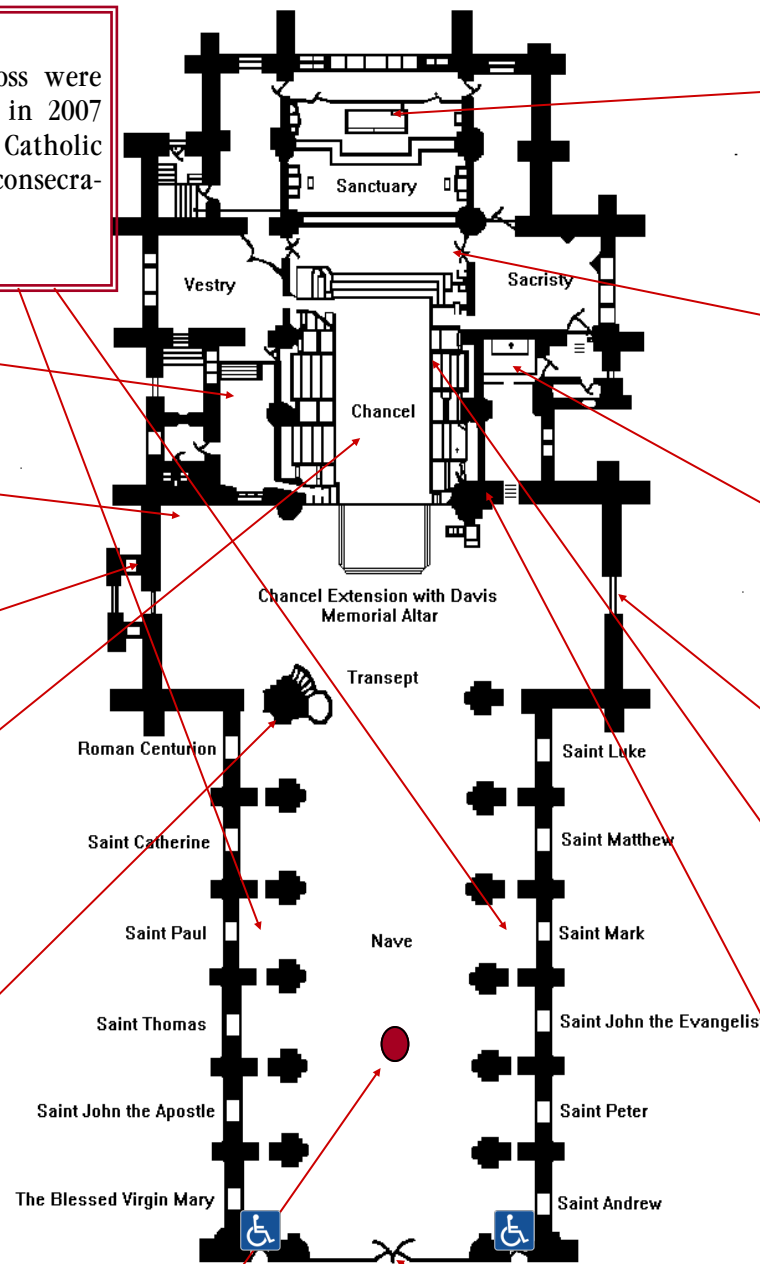 oss were
in 2007
Catholic
consecra-
Sanctuary
Vestry
Sacristy
Chancel
Chancel Extension with Davis
Memorial Altar
Transept
Roman Centurion
Saint Luke
Saint Catherine
Saint Matthew
Saint Paul
Nave
Saint Mark
Saint Thomas
Saint John the Evangelis
Saint John the Apostle
Saint Peter
The Blessed Virgin Mary
Saint Andrew